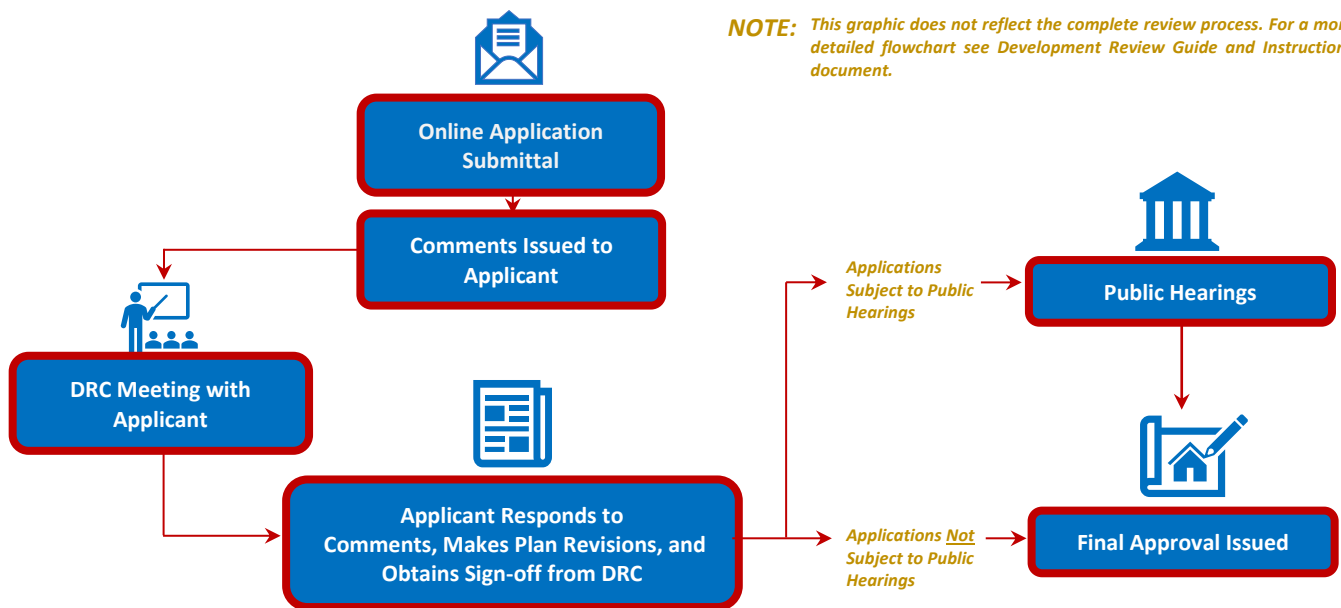 NOTE: This graphic does not reflect the complete review process. For a
detailed flowchart see Development Review Guide and
document.
Online Application
Submittal
Comments Issued to
Applicant
DRC Meeting with
Applicant
Applicant Responds to
Comments, Makes Plan Revisions, and
Obtains Sign-off from DRC
Applications
Subject to Public
Hearings
Public Hearings
Applications Not
Subject to Public
Hearings
Final Approval Issued